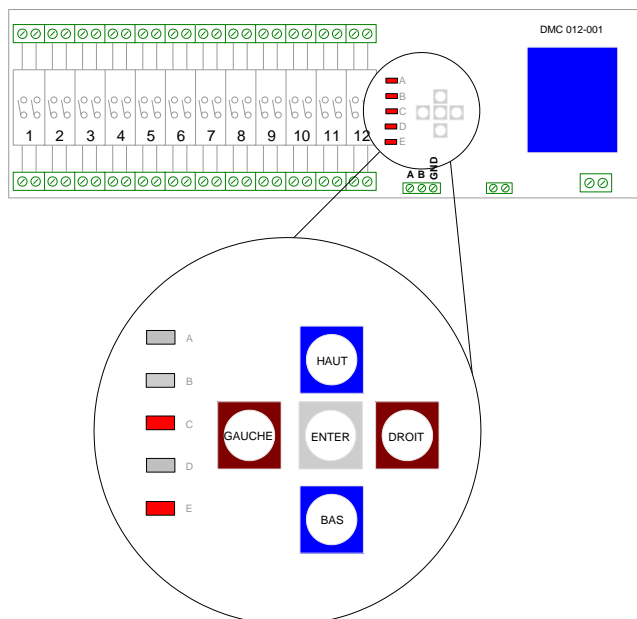 DMC 012-001
A
B
C
D
E
1 2 3 4 5 6 7 8 9 10 11 12
A B GND
A
B
C
D
E
HAUT
GAUCHE ENTER DROIT
BAS